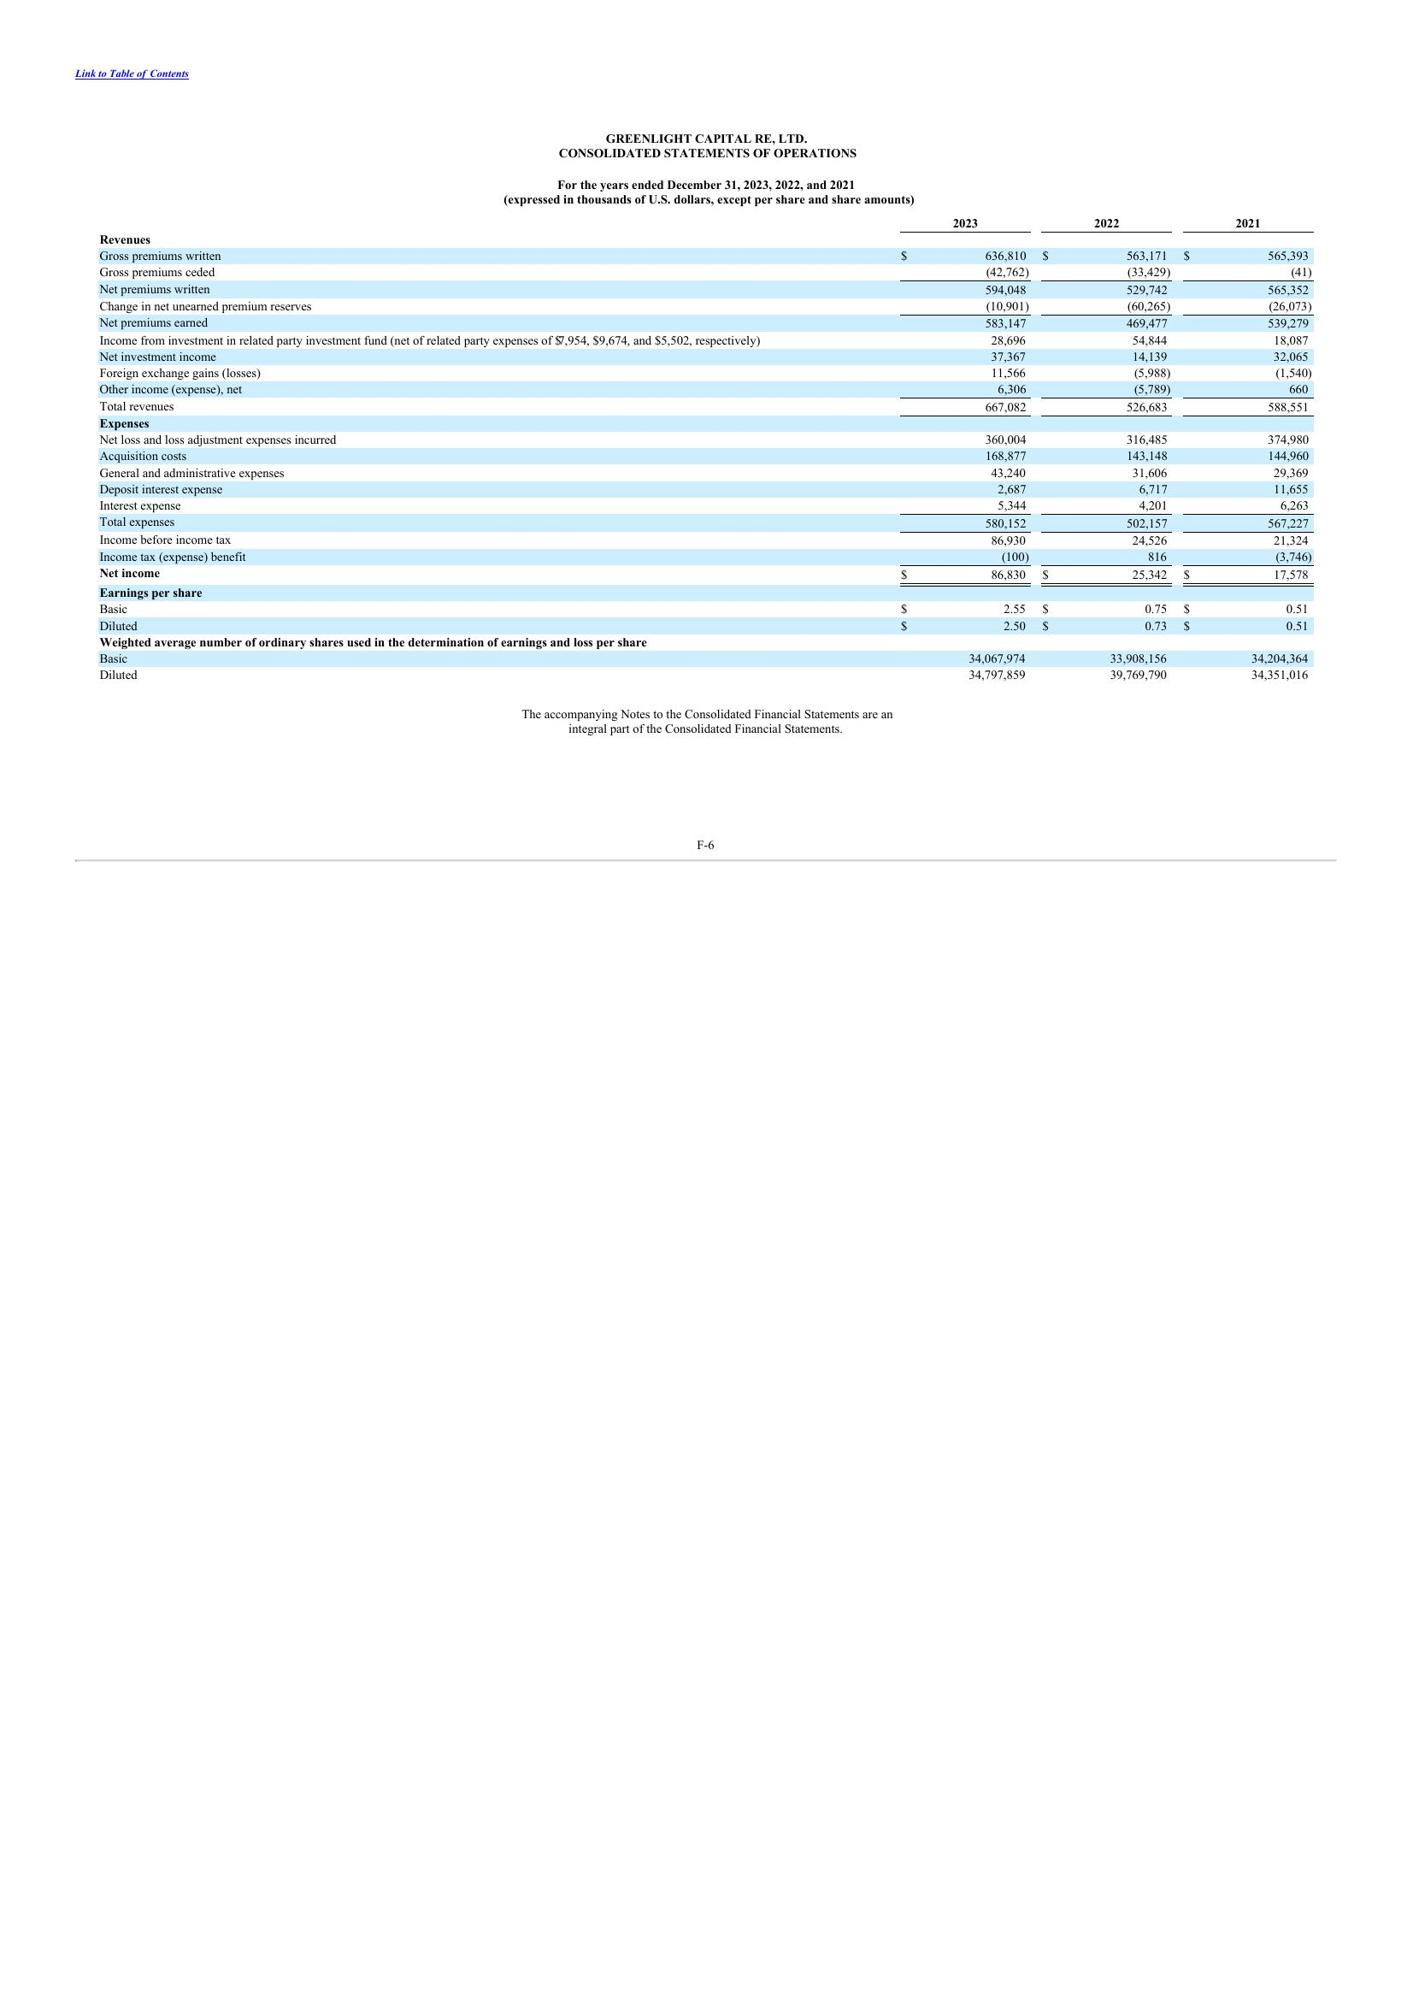 Link to Table of Contents
GREENLIGHT CAPITAL RE, LTD.
CONSOLIDATED STATEMENTS OF OPERATIONS
For the years ended December 31, 2023, 2022, and 2021
(expressed in thousands of U.S. dollars, except per share and share amounts)
2023 2022 2021
Revenues
Gross premiums written $ 636,810 $ 563,171 $ 565,393
Gross premiums ceded (42,762) (33,429) (41)
Net premiums written 594,048 529,742 565,352
Change in net unearned premium reserves (10,901) (60,265) (26,073)
Net premiums earned 583,147 469,477 539,279
Income from investment in related party investment fund (net of related party expenses of $7,954, $9,674, and $5,502, respectively) 28,696 54,844 18,087
Net investment income 37,367 14,139 32,065
Foreign exchange gains (losses) 11,566 (5,988) (1,540)
Other income (expense), net 6,306 (5,789) 660
Total revenues 667,082 526,683 588,551
Expenses
Net loss and loss adjustment expenses incurred 360,004 316,485 374,980
Acquisition costs 168,877 143,148 144,960
General and administrative expenses 43,240 31,606 29,369
Deposit interest expense 2,687 6,717 11,655
Interest expense 5,344 4,201 6,263
Total expenses 580,152 502,157 567,227
Income before income tax 86,930 24,526 21,324
Income tax (expense) benefit (100) 816 (3,746)
Net income $ 86,830 $ 25,342 $ 17,578
Earnings per share
Basic $ 2.55 $ 0.75 $ 0.51
Diluted $ 2.50 $ 0.73 $ 0.51
Weighted average number of ordinary shares used in the determination of earnings and loss per share
Basic 34,067,974 33,908,156 34,204,364
Diluted 34,797,859 39,769,790 34,351,016
The accompanying Notes to the Consolidated Financial Statements are an
integral part of the Consolidated Financial Statements.
F-6